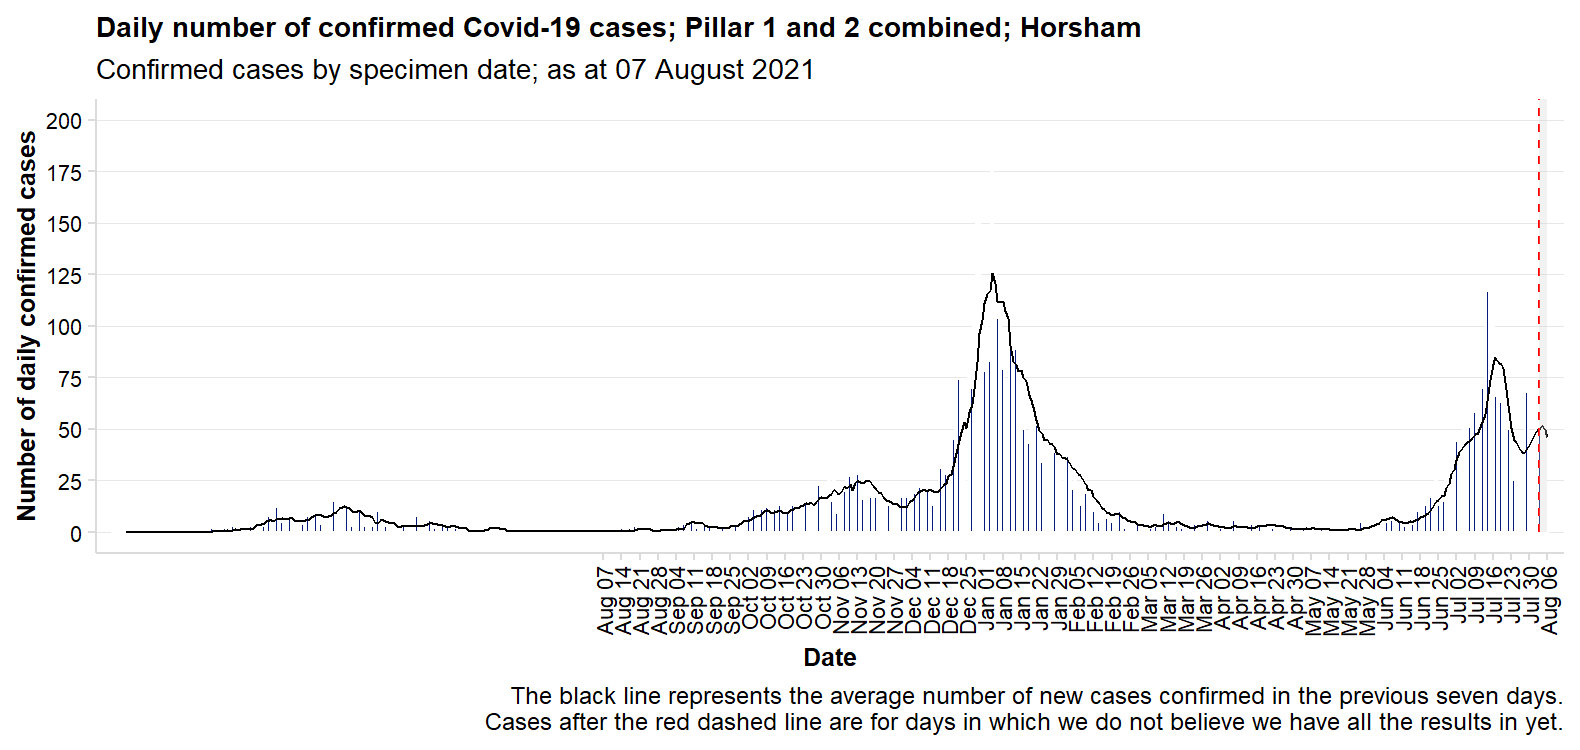 Daily number of confirmed Covid-19 cases; Pillar 1 and 2 combined; Horsham
Confirmed cases by specimen date; as at 07 August 2021
Number of daily confirmed cases
200
175
150
125
100
75
50
25
0
Aug 07
Aug 14
Aug 21
Aug 28
Sep 04
Sep 11
Sep 18
Sep 25
Oct 02
Oct 09
Oct 16
Oct 23
Oct 30
Nov 06
Nov 13
Nov 20
Nov 27
Dec 04
Dec 11
Dec 18
Dec 25
Jan 01
Jan 08
Jan 15
Jan 22
Jan 29
Feb 05
Feb 12
Feb 19
Feb 26
Mar 05
Mar 12
Mar 19
Mar 26
Apr 02
Apr 09
Apr 16
Apr 23
Apr 30
May 07
May 14
May 21
May 28
Jun 04
Jun 11
Jun 18
Jun 25
Jul 02
Jul 09
Jul 16
Jul 23
Jul 30
Aug 06
Date
The black line represents the average number of new cases confirmed in the previous seven days.
Cases after the red dashed line are for days in which we do not believe we have all the results in yet.